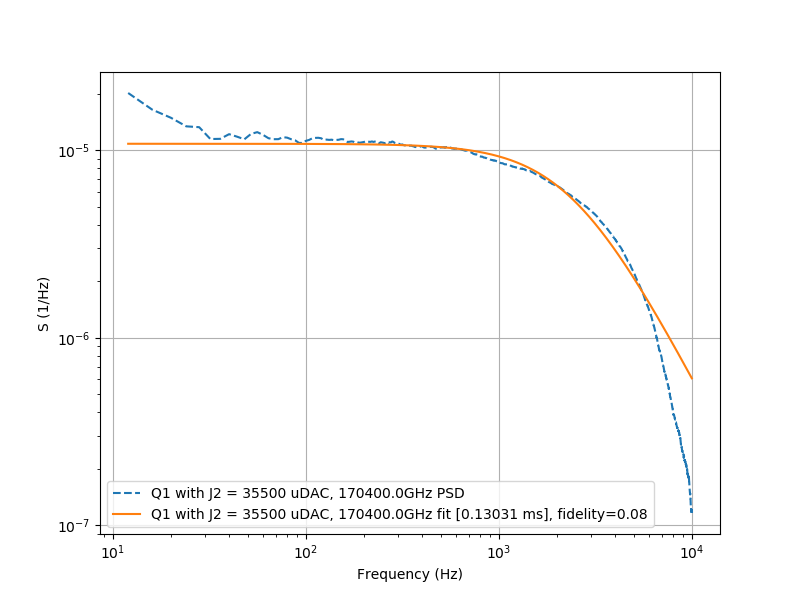 S (1/Hz)
10⁻⁵
10⁻⁶
10⁻⁷
Q1 with J2 = 35500 uDAC, 170400.0GHz PSD
Q1 with J2 = 35500 uDAC, 170400.0GHz fit [0.13031 ms], fidelity=0.08
10¹ 10² 10³ 10⁴
Frequency (Hz)